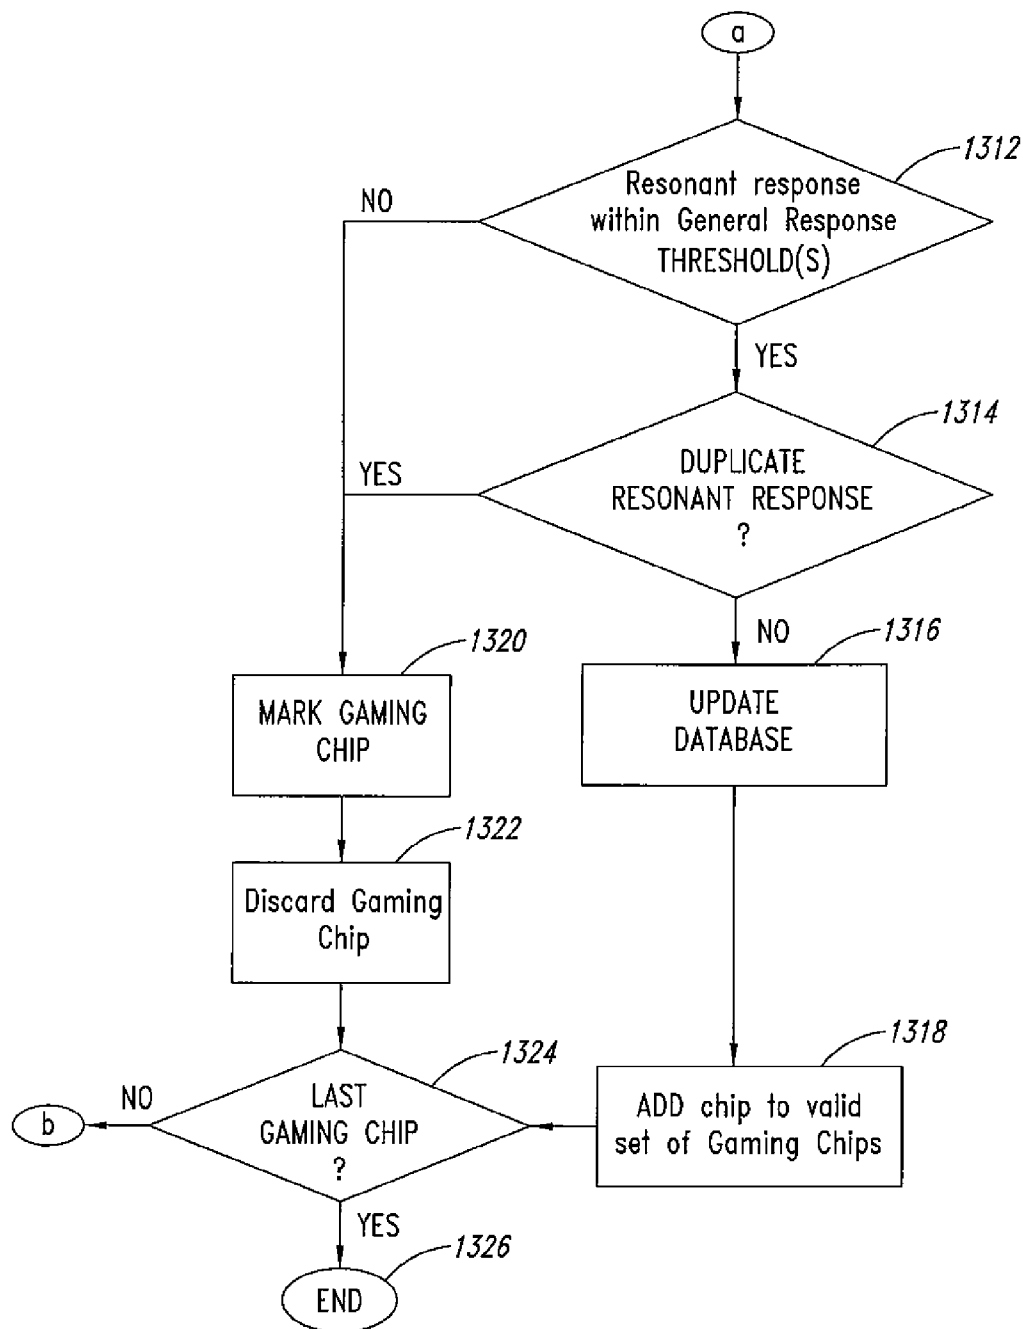 a
1312
Resonant response
within General Response
THRESHOLD(S)
NO
YES
1314
DUPLICATE
RESONANT RESPONSE
?
YES
NO
1316
UPDATE
DATABASE
1320
MARK GAMING
CHIP
1322
Discard Gaming
Chip
1318
ADD chip to valid
set of Gaming Chips
1324
LAST
GAMING CHIP
?
NO
b
YES
1326
END